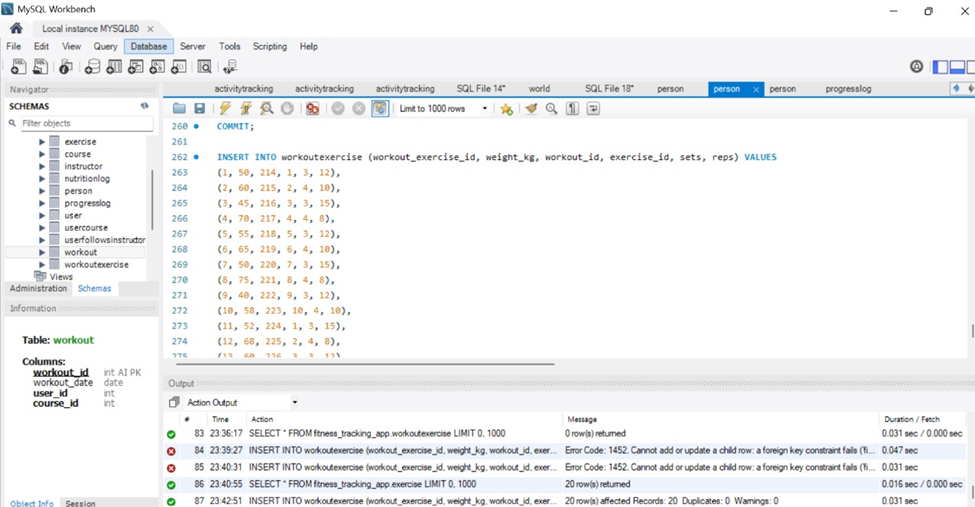 MySQL Workbench
Local instance MYSQL80
File Edit View Query Database Server Tools Scripting Help
Navigator
SCHEMAS
Filter objects
exercise
course
instructor
nutritionlog
person
progresslog
user
usercourse
userfollowsinstructor
workout
workoutexercise
Views
Administration Schemas
Information
Table: workout
Columns:
workout_id int AI PK
workout_date date
user_id int
course_id int
Object Info Session
activitytracking activitytracking activitytracking SQL File 14* world SQL File 18* person person person progresslog
Limit to 1000 rows
260 COMMIT;
261
262 INSERT INTO workoutexercise (workout_exercise_id, weight_kg, workout_id, exercise_id, sets, reps) VALUES
263 (1, 50, 214, 1, 3, 12),
264 (2, 60, 215, 2, 4, 10),
265 (3, 45, 216, 3, 3, 15),
266 (4, 70, 217, 4, 4, 8),
267 (5, 55, 218, 5, 3, 12),
268 (6, 65, 219, 6, 4, 10),
269 (7, 50, 220, 7, 3, 15),
270 (8, 75, 221, 8, 4, 8),
271 (9, 40, 222, 9, 3, 12),
272 (10, 58, 223, 10, 4, 10),
273 (11, 52, 224, 1, 3, 15),
274 (12, 68, 225, 2, 4, 8),
275 (13, 60, 226, 3, 3, 12)
Output
Action Output
# Time Action Message Duration / Fetch
83 23:36:17 SELECT * FROM fitness_tracking_app.workoutexercise LIMIT 0, 1000 0 row(s) returned 0.031 sec / 0.000 sec
84 23:39:27 INSERT INTO workoutexercise (workout_exercise_id, weight_kg, workout_id, exer... Error Code: 1452. Cannot add or update a child row: a foreign key constraint fails (`fi... 0.047 sec
85 23:40:31 INSERT INTO workoutexercise (workout_exercise_id, weight_kg, workout_id, exer... Error Code: 1452. Cannot add or update a child row: a foreign key constraint fails (`fi... 0.031 sec
86 23:40:55 SELECT * FROM fitness_tracking_app.exercise LIMIT 0, 1000 20 row(s) returned 0.016 sec / 0.000 sec
87 23:42:51 INSERT INTO workoutexercise (workout_exercise_id, weight_kg, workout_id, exer... 20 row(s) affected Records: 20 Duplicates: 0 Warnings: 0 0.031 sec